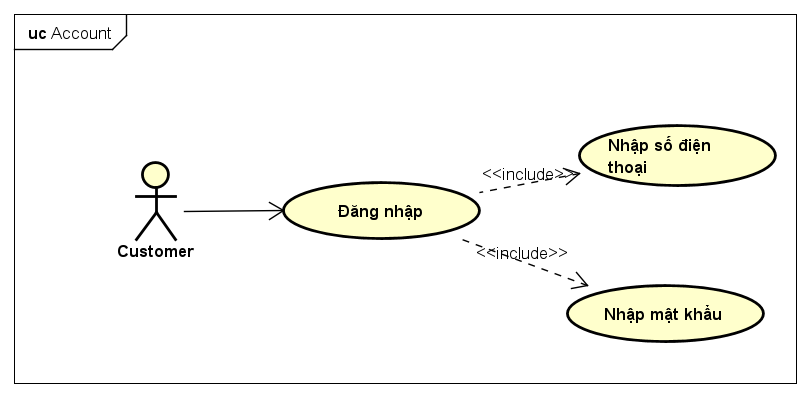 uc Account
Nhập số điện
thoại
<<include>>
Đăng nhập
Customer
<<include>>
Nhập mật khẩu